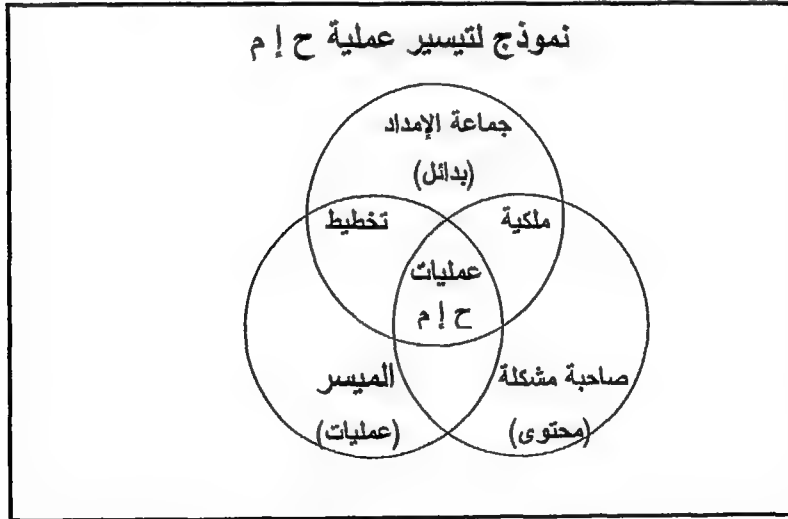 نموذج لتيسير عملية ح إ م
جماعة الإمداد
(بدائل)
ملكية
تخطيط
عمليات
ح إ م
صاحبة مشكلة
(محتوى)
الميسر
(عمليات)